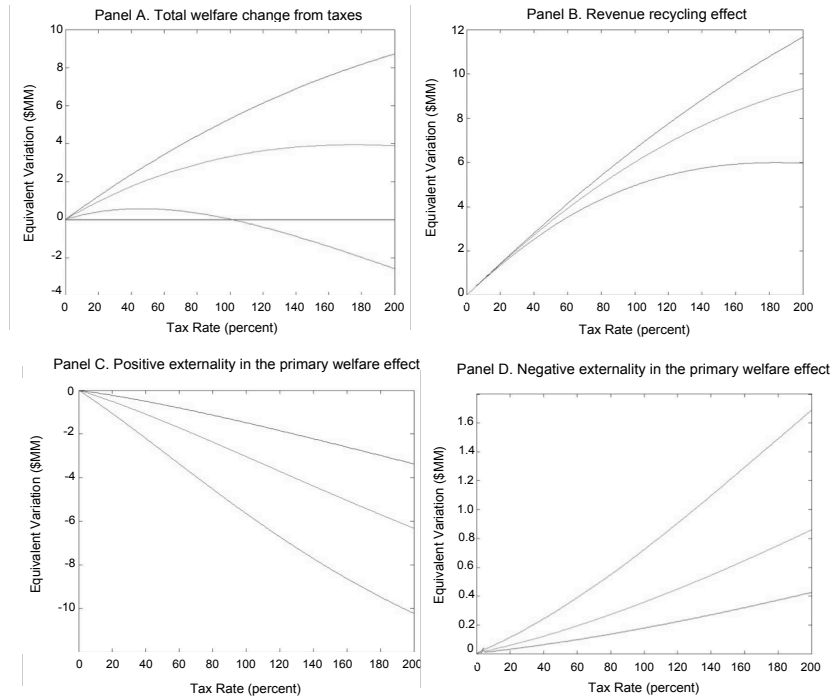 Panel A. Total welfare change from taxes
10
8
6
4
2
0
-2
-4
0 20 40 60 80 100 120 140 160 180 200
Equivalent Variation ($MM)
Tax Rate (percent)
Panel B. Revenue recycling effect
12
10
8
6
4
2
0
0 20 40 60 80 100 120 140 160 180 200
Equivalent Variation ($MM)
Tax Rate (percent)
Panel C. Positive externality in the primary welfare effect
0
-2
-4
-6
-8
-10
0 20 40 60 80 100 120 140 160 180 200
Equivalent Variation ($MM)
Tax Rate (percent)
Panel D. Negative externality in the primary welfare effect
1.6
1.4
1.2
1.0
0.8
0.6
0.4
0.2
0
0 20 40 60 80 100 120 140 160 180 200
Equivalent Variation ($MM)
Tax Rate (percent)